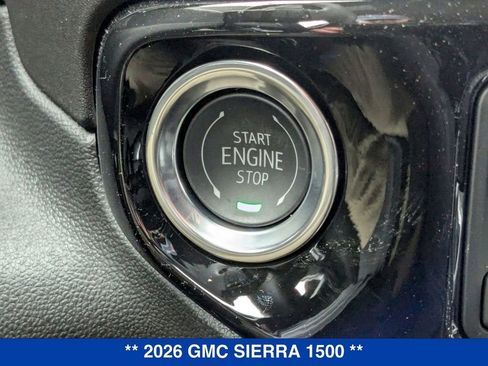 START
ENGINE
STOP
** 2026 GMC SIERRA 1500 **